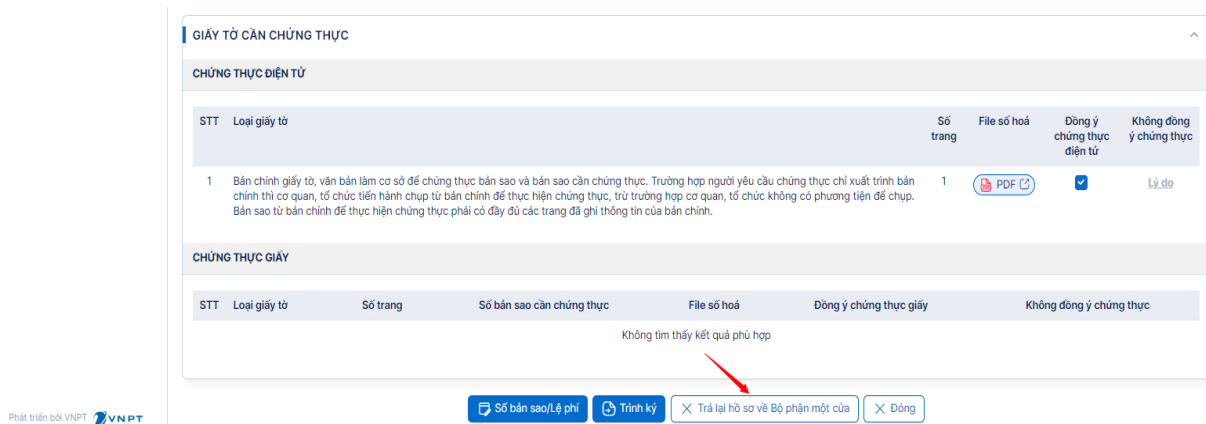 GIẤY TỜ CẦN CHỨNG THỰC
CHỨNG THỰC ĐIỆN TỬ
STT Loại giấy tờ Số trang File số hoá Đồng ý chứng thực điện tử Không đồng ý chứng thực
1 Bản chính giấy tờ, văn bản làm cơ sở để chứng thực bản sao và bản sao cần chứng thực. Trường hợp người yêu cầu chứng thực chỉ xuất trình bản 1 PDF Lý do
chính thì cơ quan, tổ chức tiến hành chụp từ bản chính để thực hiện chứng thực, trừ trường hợp cơ quan, tổ chức không có phương tiện để chụp.
Bản sao từ bản chính để thực hiện chứng thực phải có đầy đủ các trang đã ghi thông tin của bản chính.
CHỨNG THỰC GIẤY
STT Loại giấy tờ Số trang Số bản sao cần chứng thực File số hoá Đồng ý chứng thực giấy Không đồng ý chứng thực
Không tìm thấy kết quả phù hợp
Số bản sao/Lệ phí Trình ký Trả lại hồ sơ về Bộ phận một cửa Đóng
Phát triển bởi VNPT VNPT